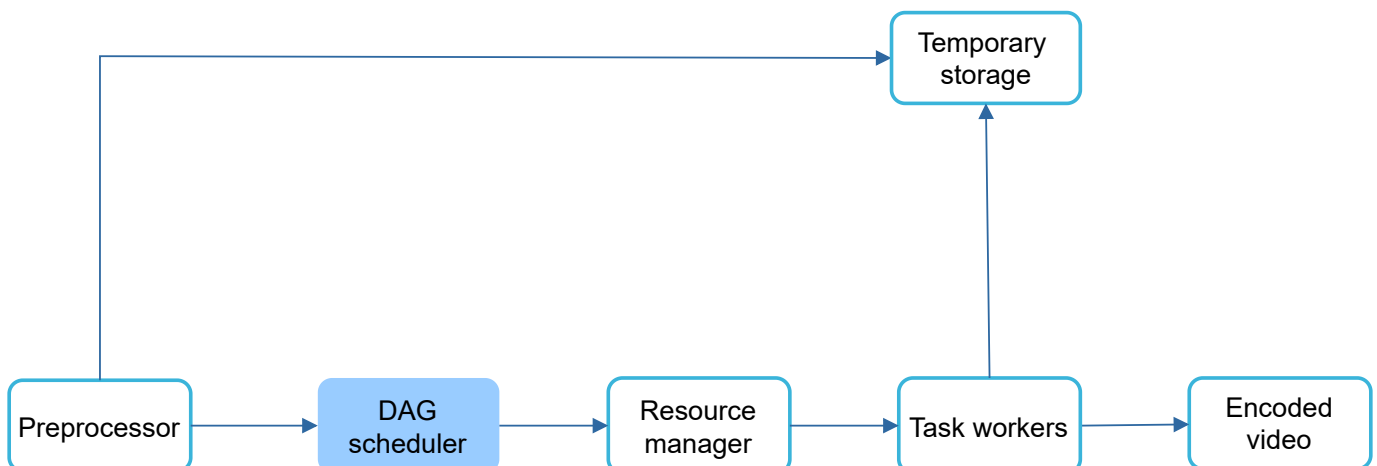 Temporary
storage
Preprocessor
DAG
scheduler
Resource
manager
Task workers
Encoded
video